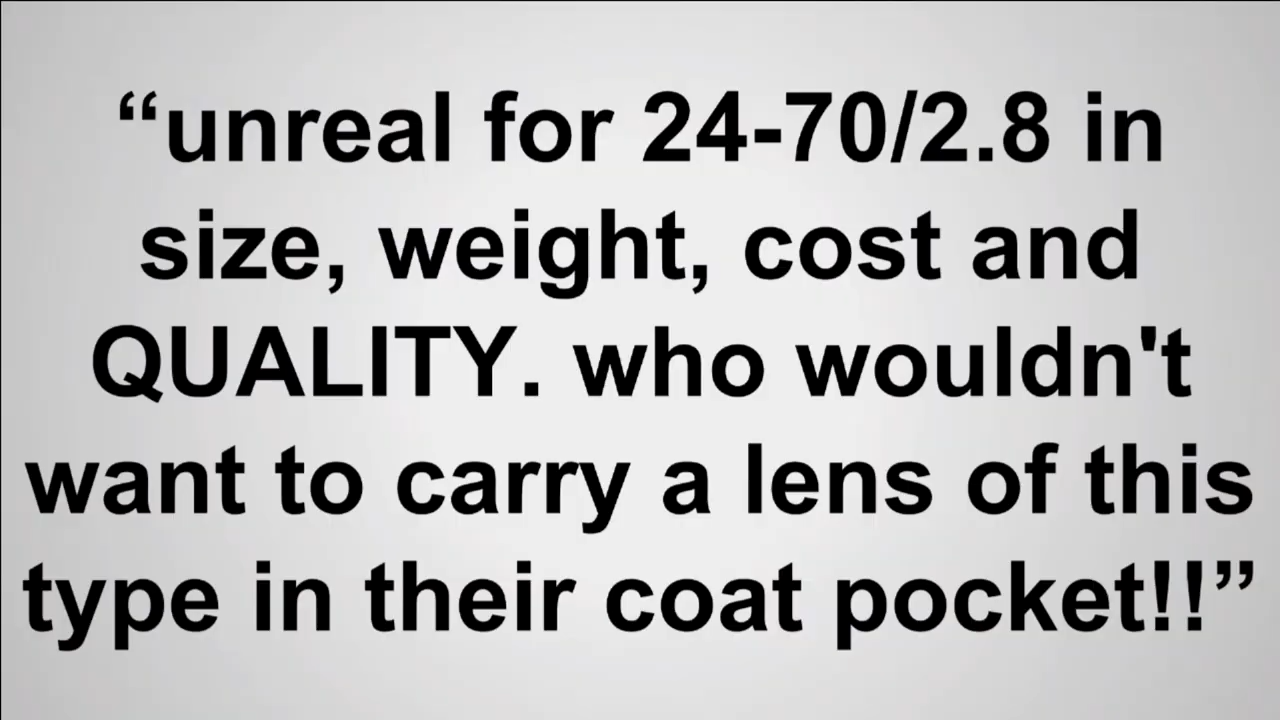 “unreal for 24-70/2.8 in
size, weight, cost and
QUALITY. who wouldn't
want to carry a lens of this
type in their coat pocket!!”